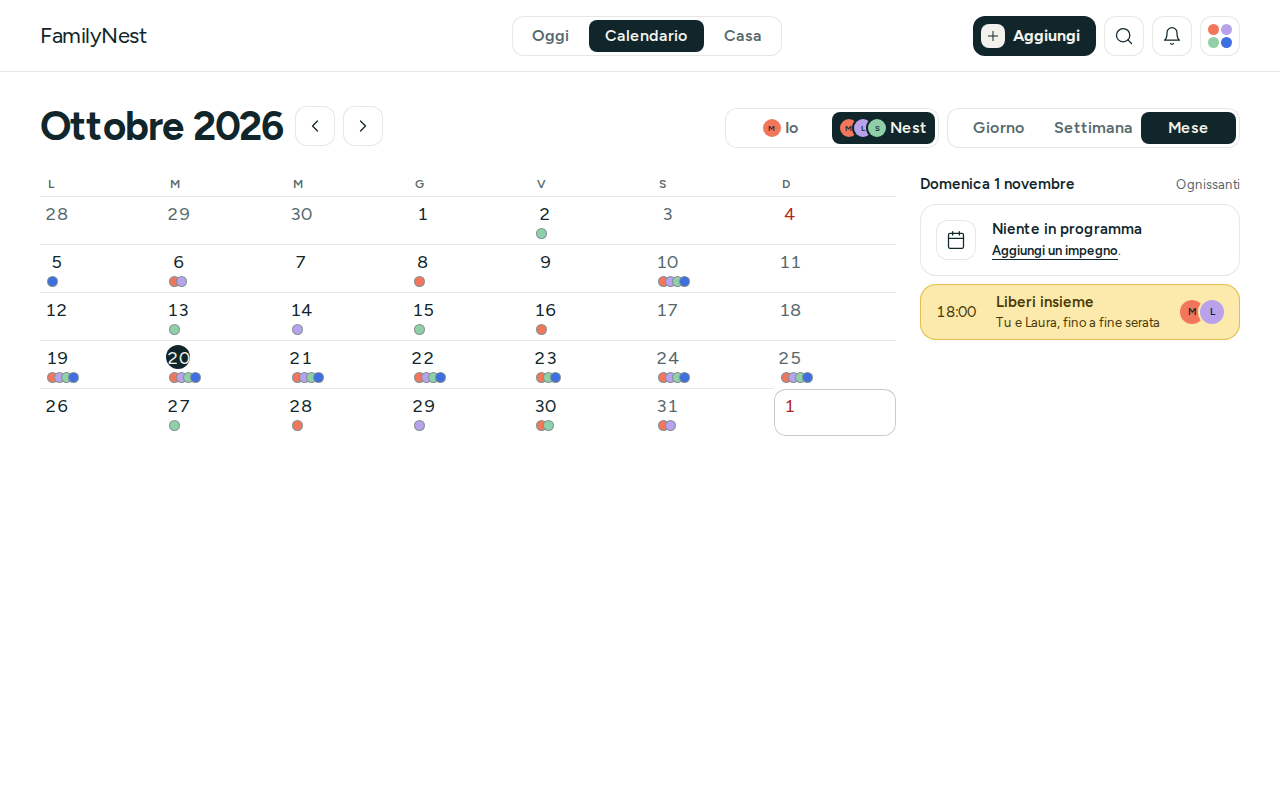 FamilyNest
Oggi Calendario Casa
Aggiungi
Ottobre 2026
M Io
M L S Nest
Giorno Settimana Mese
L M M G V S D
28 29 30 1 2 3 4
5 6 7 8 9 10 11
12 13 14 15 16 17 18
19 20 21 22 23 24 25
26 27 28 29 30 31 1
Domenica 1 novembre Ognissanti
Niente in programma
Aggiungi un impegno.
18:00 Liberi insieme M L
Tu e Laura, fino a fine serata